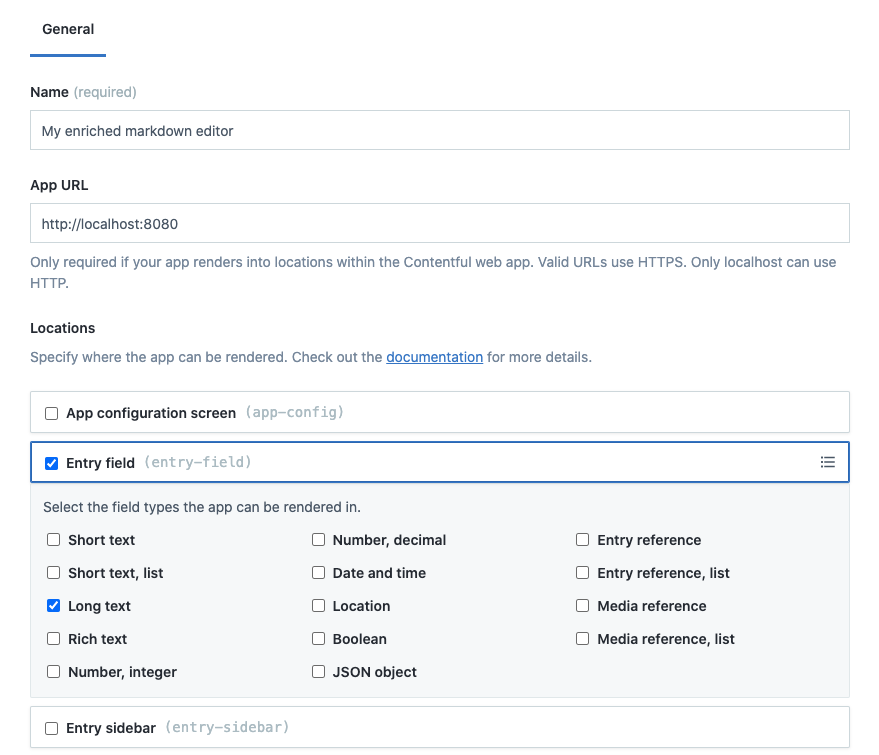 General
Name (required)
My enriched markdown editor
App URL
http://localhost:8080
Only required if your app renders into locations within the Contentful web app. Valid URLs use HTTPS. Only localhost can use
HTTP.
Locations
Specify where the app can be rendered. Check out the documentation for more details.
App configuration screen (app-config)
Entry field (entry-field)
Select the field types the app can be rendered in.
Short text
Number, decimal
Entry reference
Short text, list
Date and time
Entry reference, list
Long text
Location
Media reference
Rich text
Boolean
Media reference, list
Number, integer
JSON object
Entry sidebar (entry-sidebar)